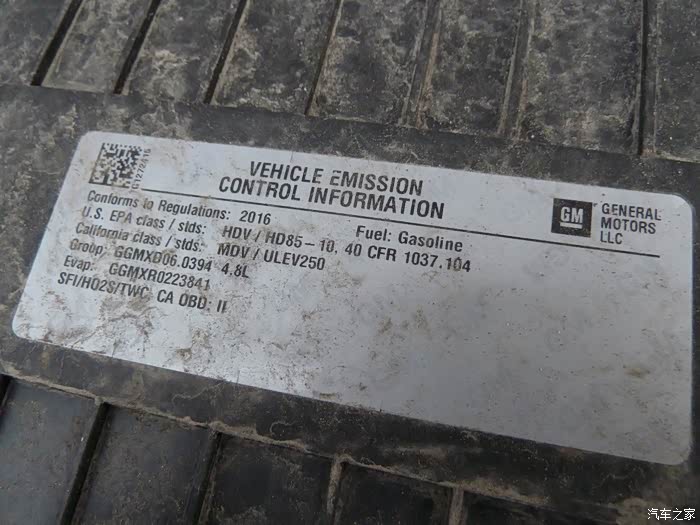 VEHICLE EMISSION
CONTROL INFORMATION
Conforms to Regulations: 2016 Fuel: Gasoline
U.S. EPA class / stds: HDV / HD85-10, 40 CFR 1037.104
California class / stds: MDV / ULEV250
Group: GGMXD06.0394 4.8L
Evap: GGMXR0223841
SFI/HO2S/TWC CA OBD: II
GM
GENERAL
MOTORS
LLC
汽车之家